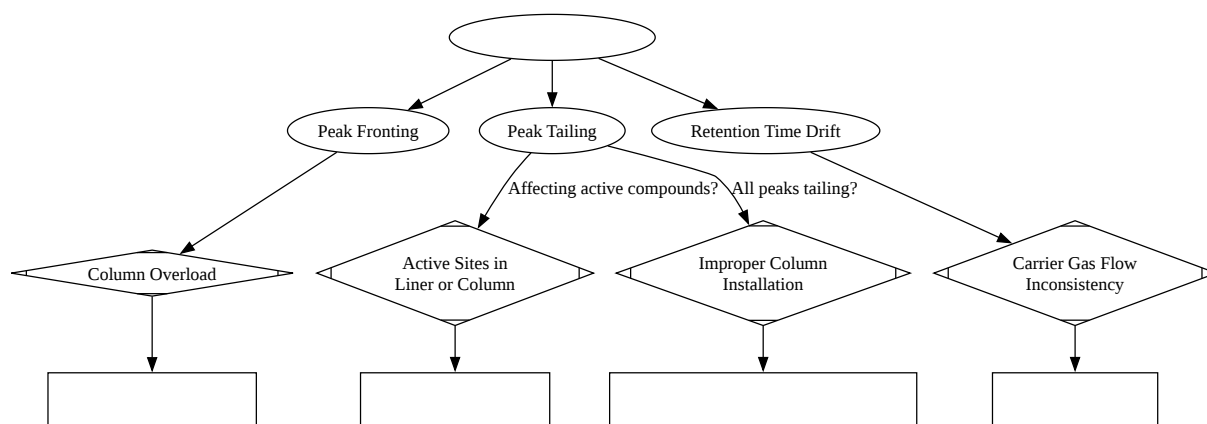 Peak Fronting
Peak Tailing
Retention Time Drift
Affecting active compounds?
All peaks tailing?
Column Overload
Active Sites in
Liner or Column
Improper Column
Installation
Carrier Gas Flow
Inconsistency